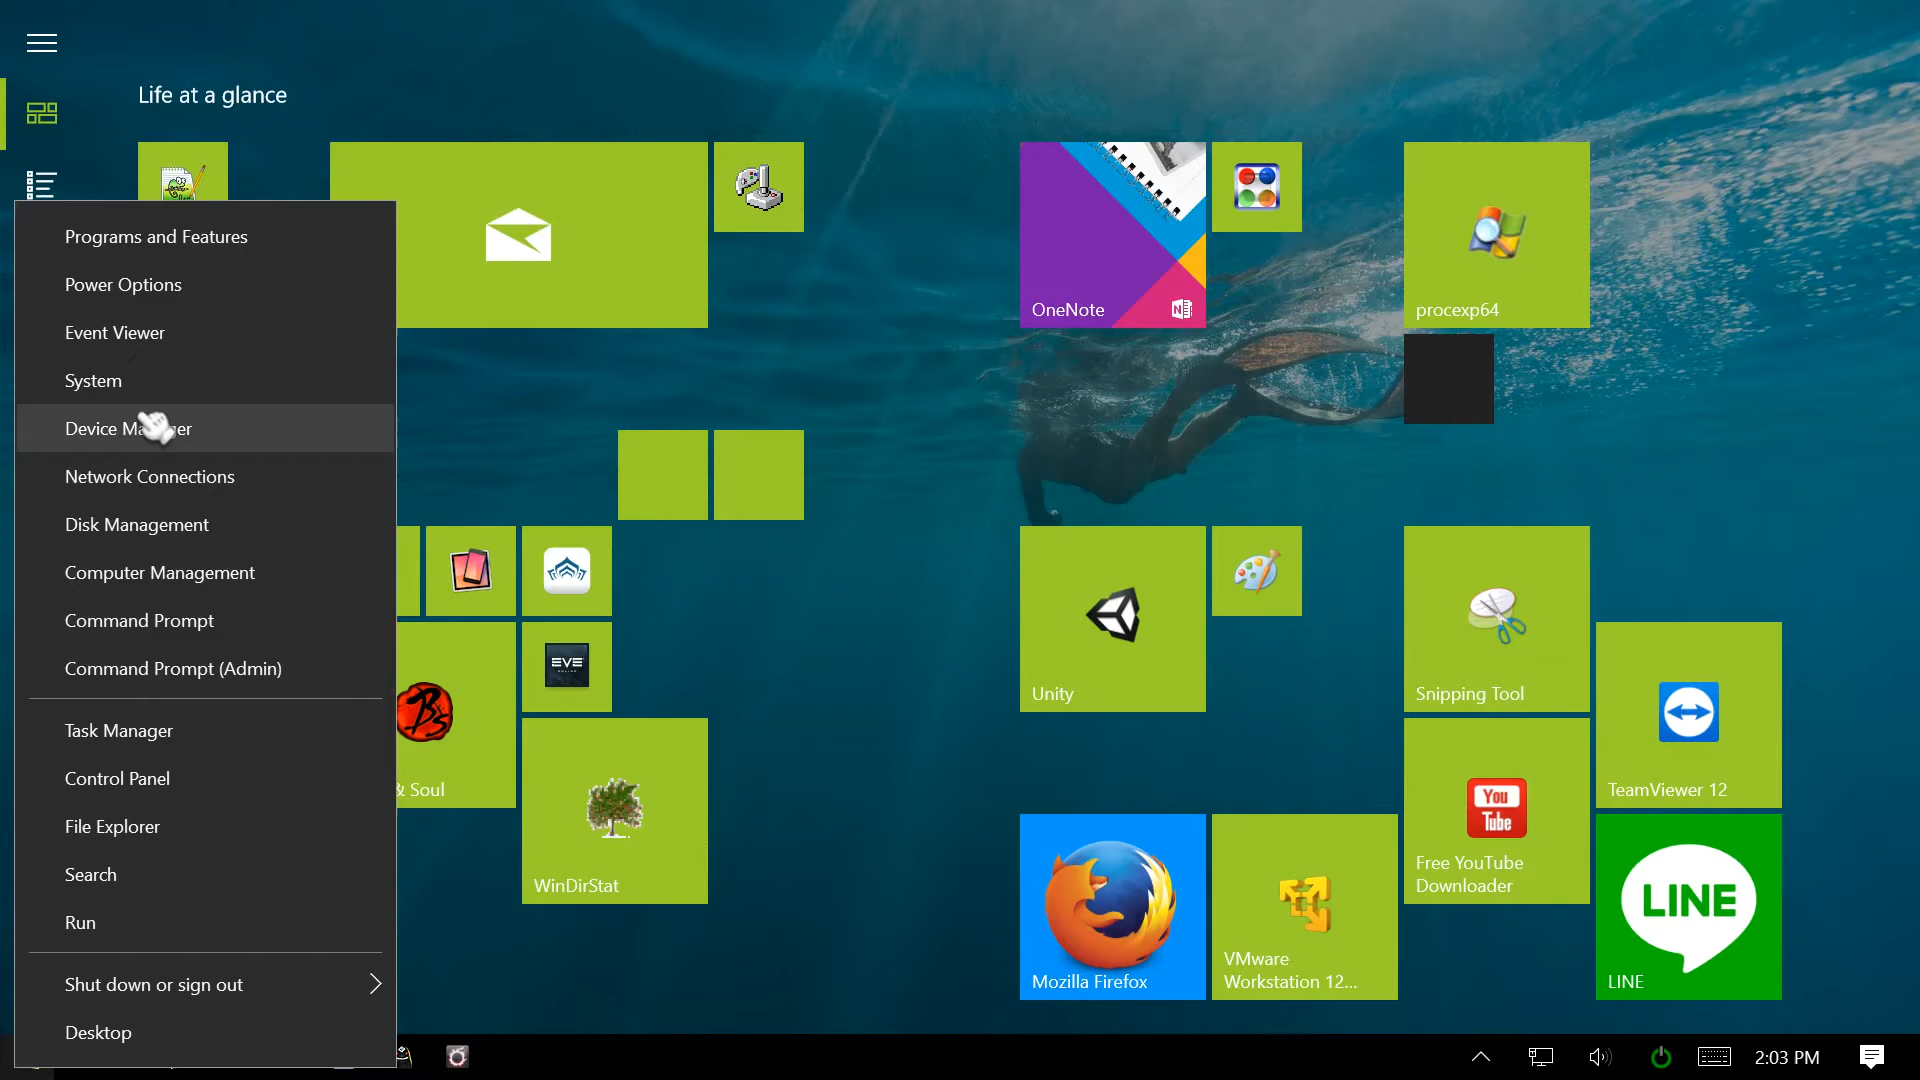 Life at a glance
Programs and Features
Power Options
Event Viewer
System
Device Ma er
Network Connections
Disk Management
Computer Management
Command Prompt
Command Prompt (Admin)
Task Manager
Control Panel
File Explorer
Search
Run
Shut down or sign out
Desktop
EVE
& Soul
WinDirStat
OneNote
N
procexp64
Unity
Snipping Tool
TeamViewer 12
You
Tube
Free YouTube
Downloader
Mozilla Firefox
VMware
Workstation 12...
LINE
LINE
2:03 PM